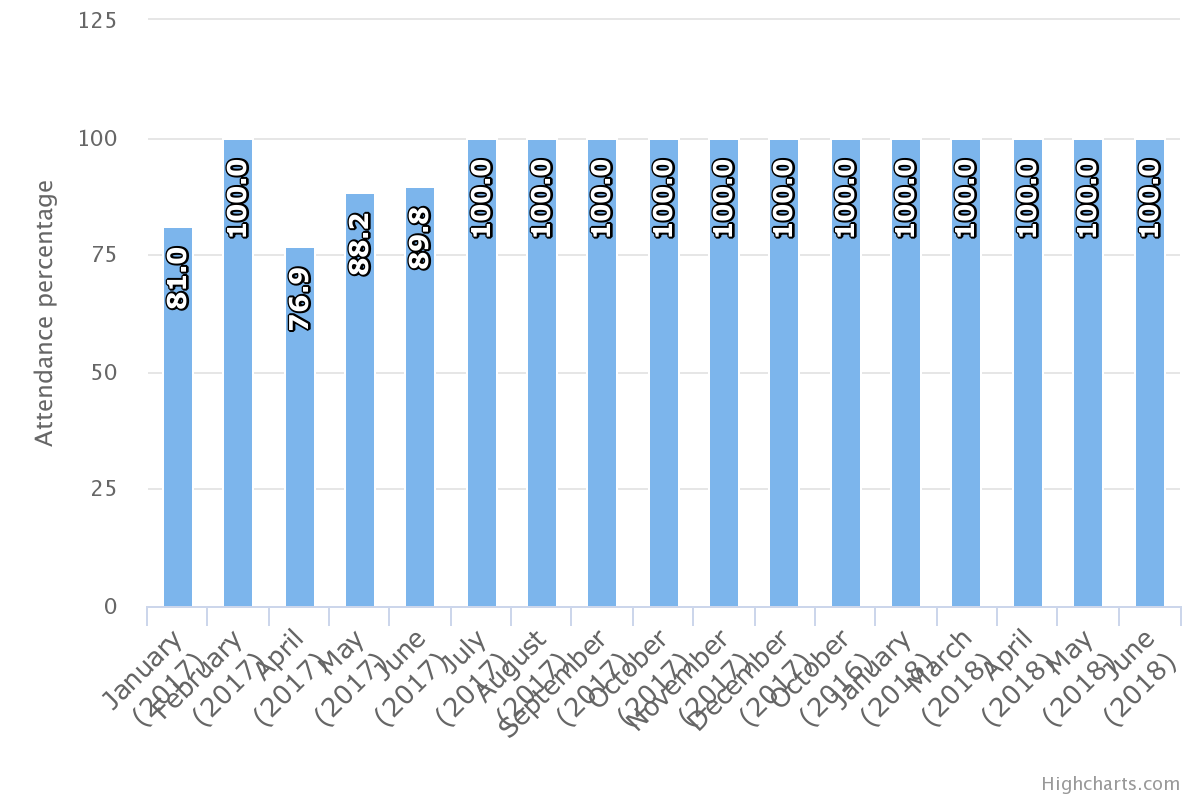 125
100
75
50
25
0
Attendance percentage
81.0
100.0
76.9
88.2
89.8
100.0
100.0
100.0
100.0
100.0
100.0
100.0
100.0
100.0
100.0
100.0
100.0
January
(2017)
February
(2017)
April
(2017)
May
(2017)
June
(2017)
July
(2017)
August
(2017)
September
(2017)
October
(2017)
November
(2017)
December
(2017)
October
(2016)
January
(2018)
March
(2018)
April
(2018)
May
(2018)
June
(2018)
Highcharts.com